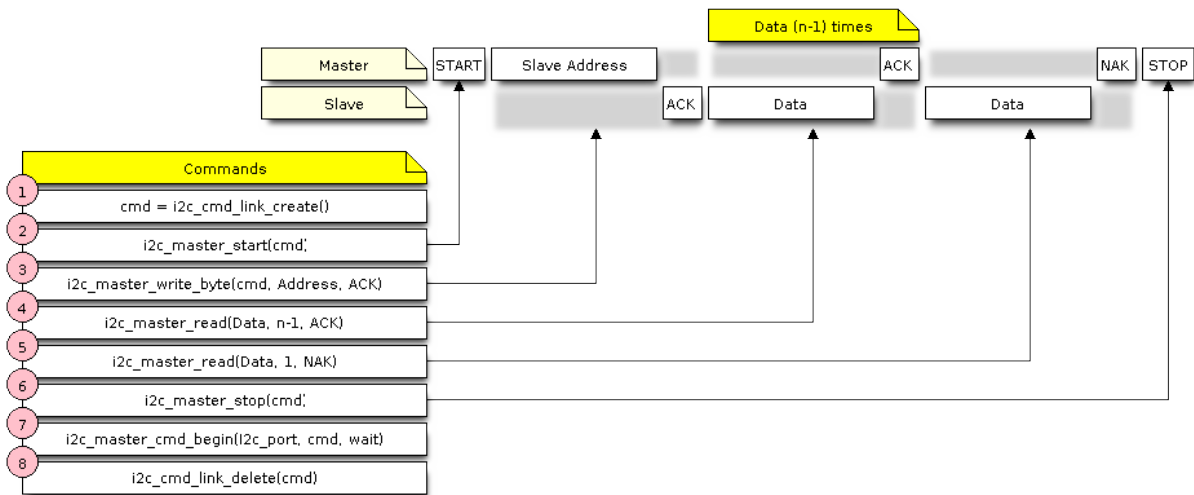 Data (n-1) times
Master START Slave Address ACK NAK STOP
Slave ACK Data Data
Commands
1
cmd = i2c_cmd_link_create()
2
i2c_master_start(cmd)
3
i2c_master_write_byte(cmd, Address, ACK)
4
i2c_master_read(Data, n-1, ACK)
5
i2c_master_read(Data, 1, NAK)
6
i2c_master_stop(cmd)
7
i2c_master_cmd_begin(I2c_port, cmd, wait)
8
i2c_cmd_link_delete(cmd)